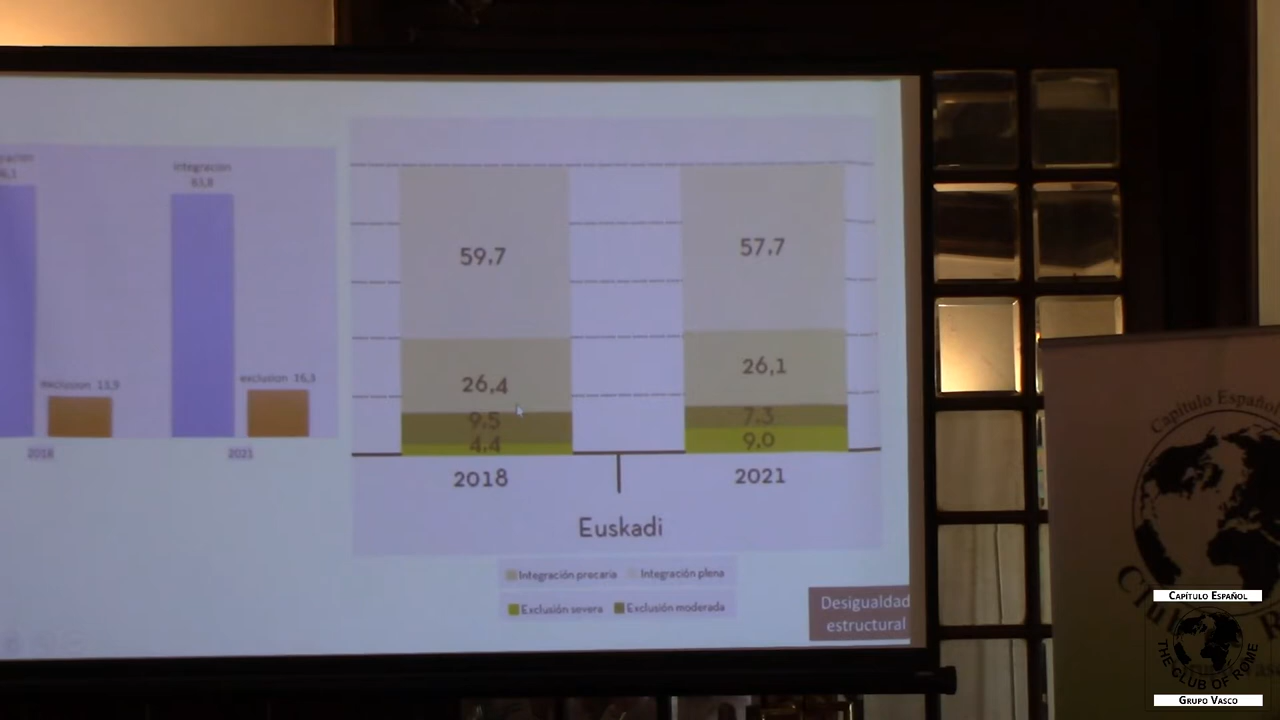 integracion
83,8
exclusion 13,9
exclusion 16,3
2018
2021
59.7
57.7
26,4
26,1
9.5
7.3
4.4
9.0
2018
2021
Euskadi
Integración precaria
Integración plena
Exclusión severa
Exclusión moderada
Desigualdad
estructural
Capítulo Español
CAPÍTULO ESPAÑOL
THE CLUB OF ROME
GRUPO VASCO